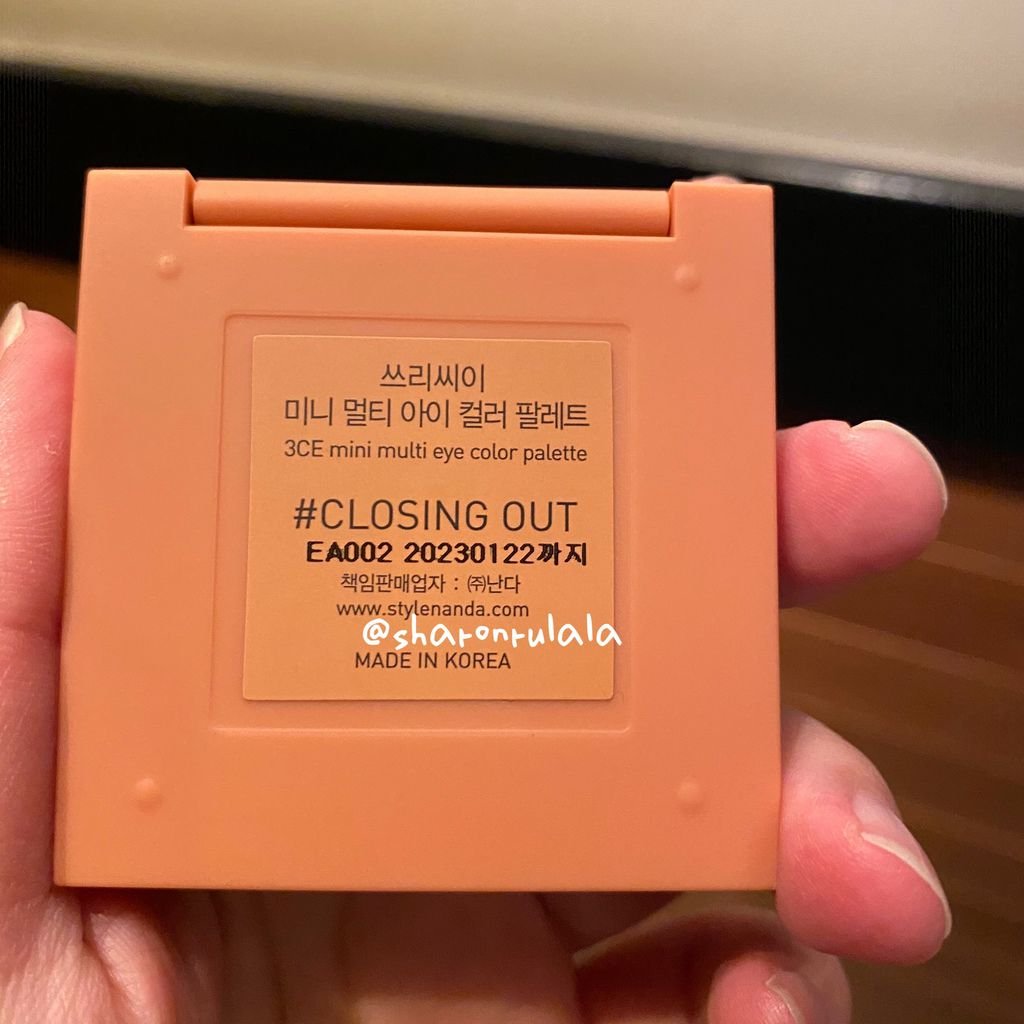 쓰리씨이
미니 멀티 아이 컬러 팔레트
3CE mini multi eye color palette
#CLOSING OUT
EA002 20230122까지
책임판매업자 : ㈜난다
www.stylenanda.com
@sharonrulala
MADE IN KOREA